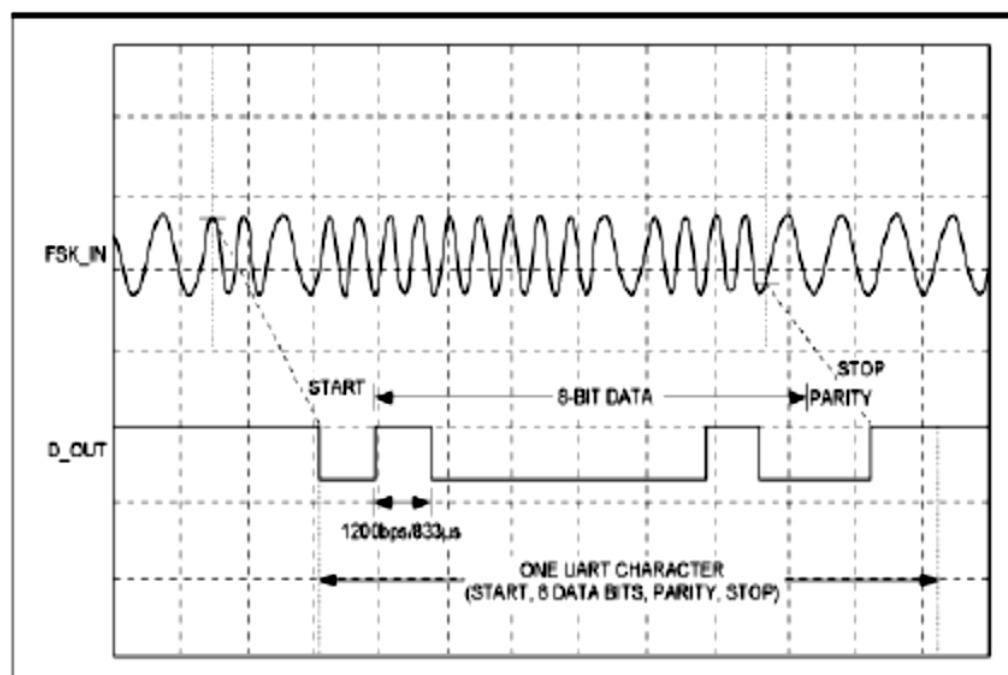 FSK_IN
START
STOP
8-BIT DATA
PARITY
D_OUT
1200bps/833µs
ONE UART CHARACTER
(START, 8 DATA BITS, PARITY, STOP)